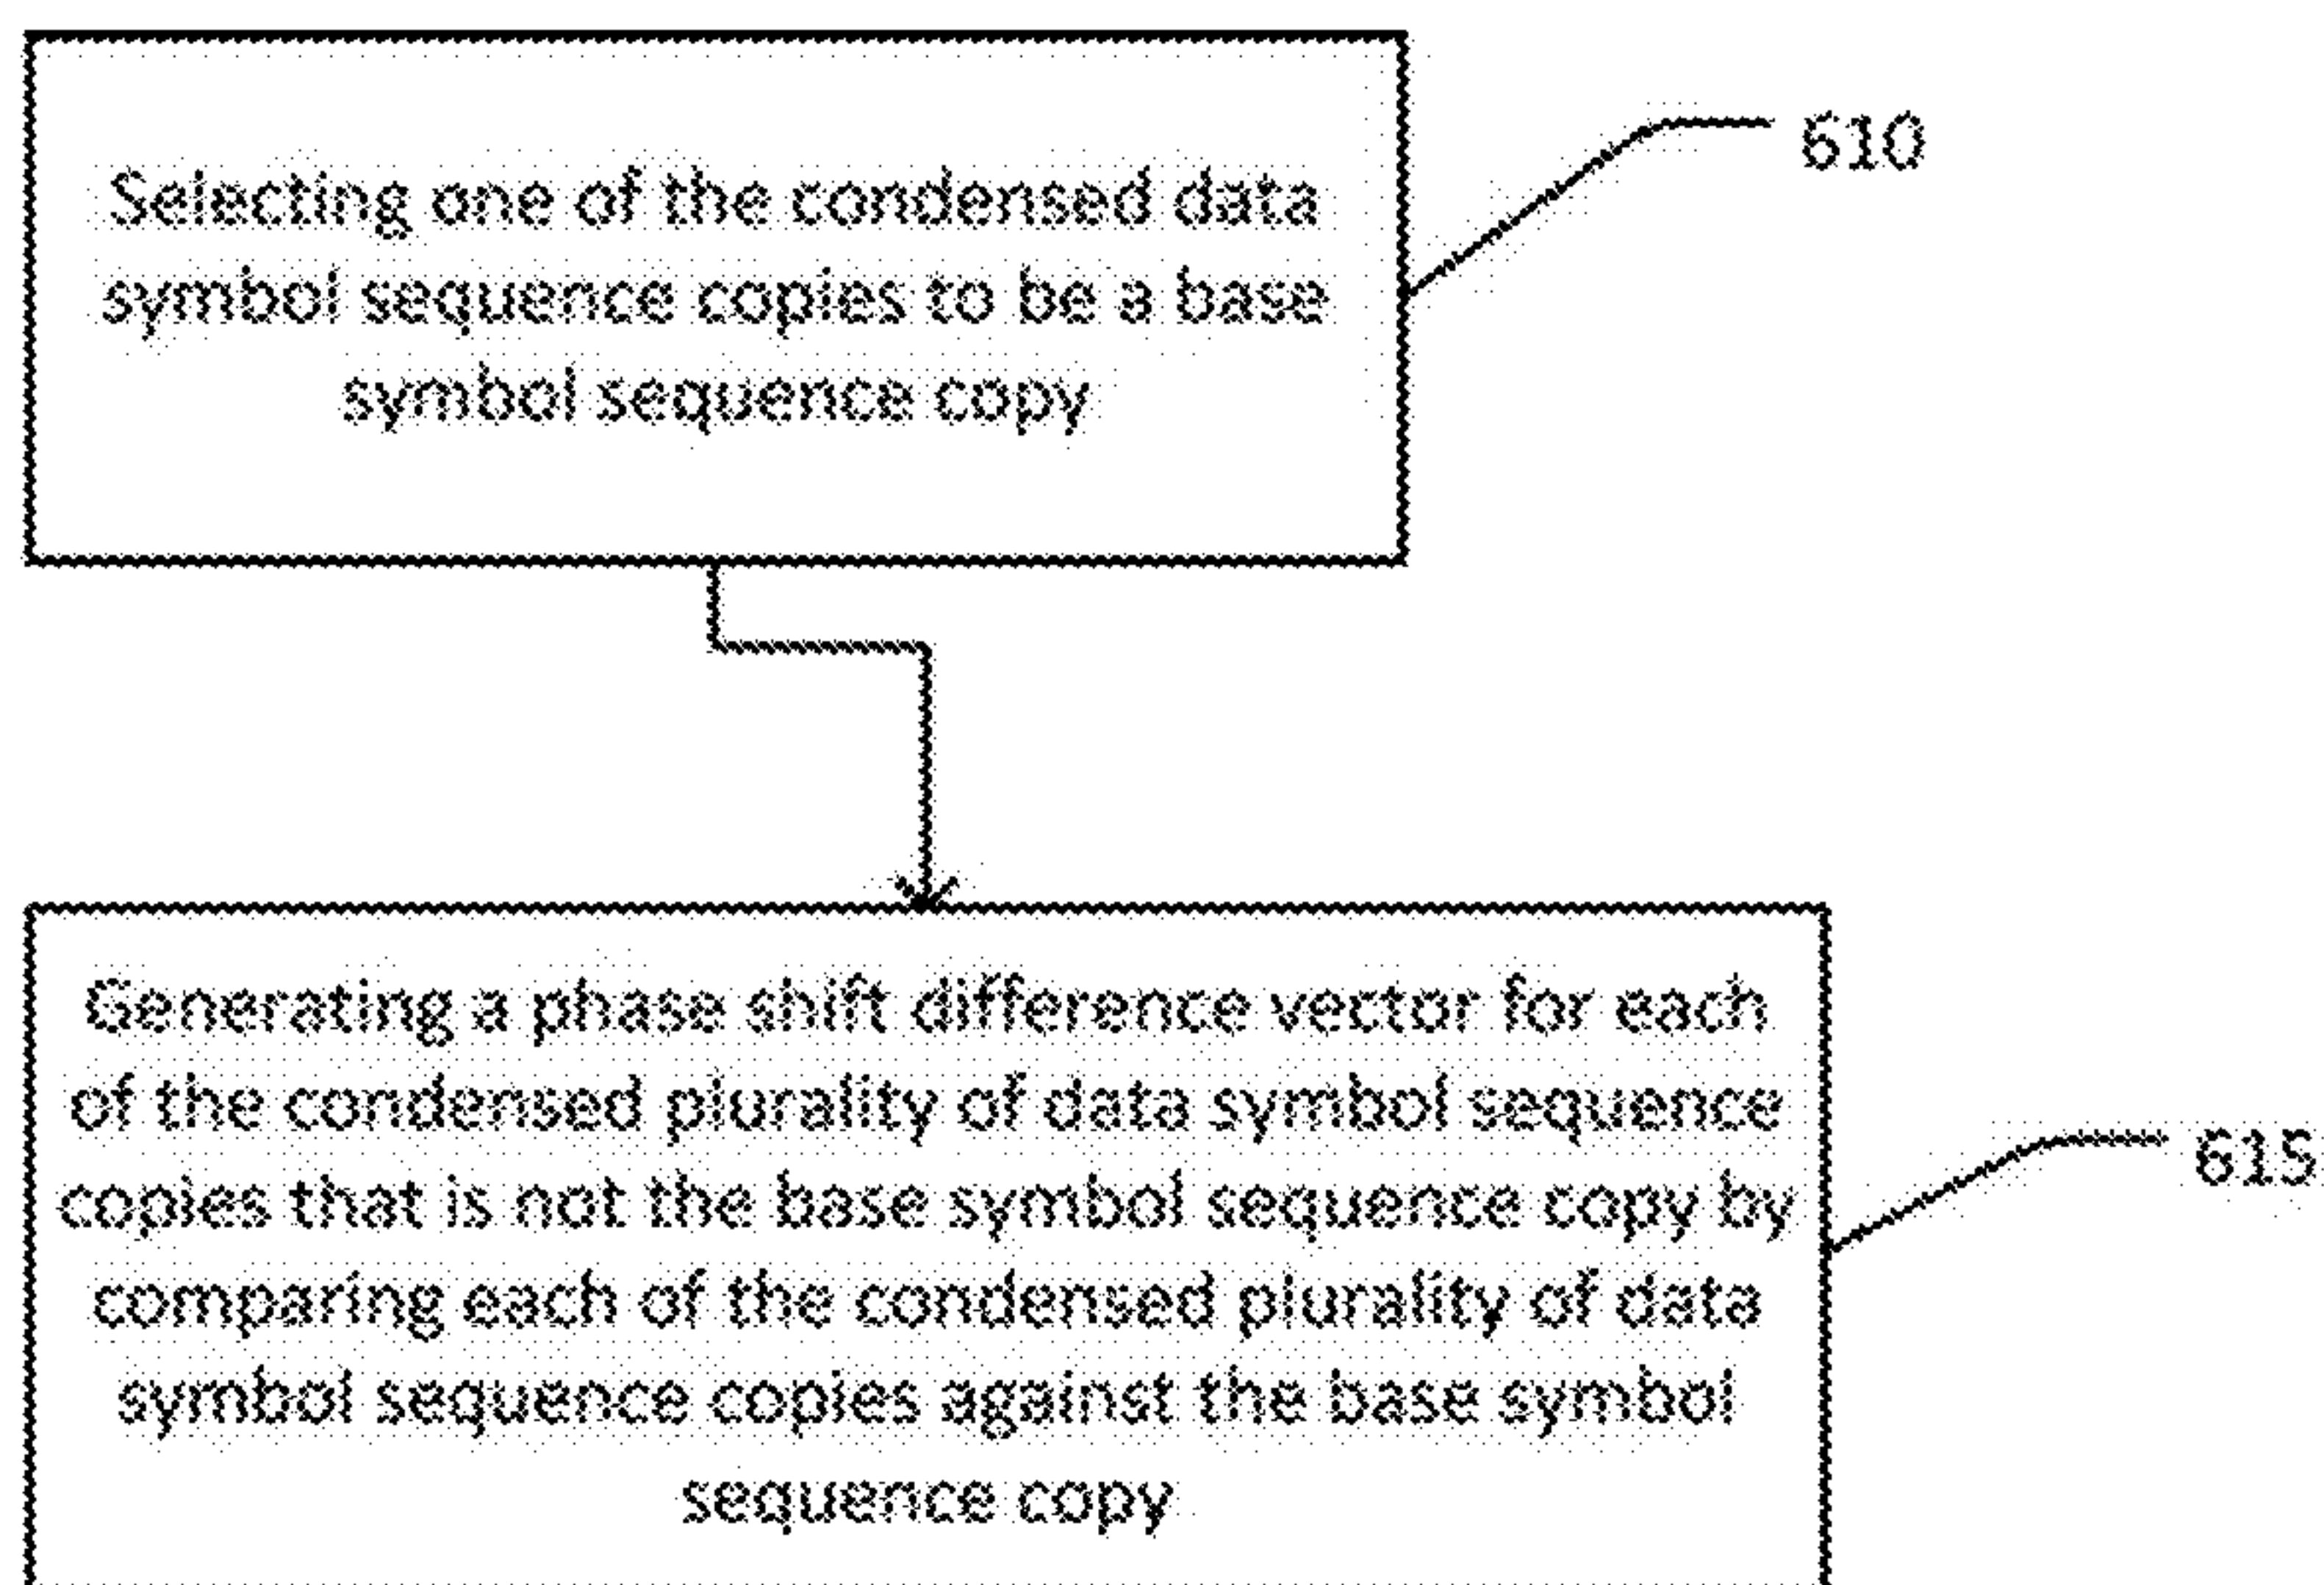 Selecting one of the condensed data
symbol sequence copies to be a base
symbol sequence copy
610
Generating a phase shift difference vector for each
of the condensed plurality of data symbol sequence
copies that is not the base symbol sequence copy by
comparing each of the condensed plurality of data
symbol sequence copies against the base symbol
sequence copy
615